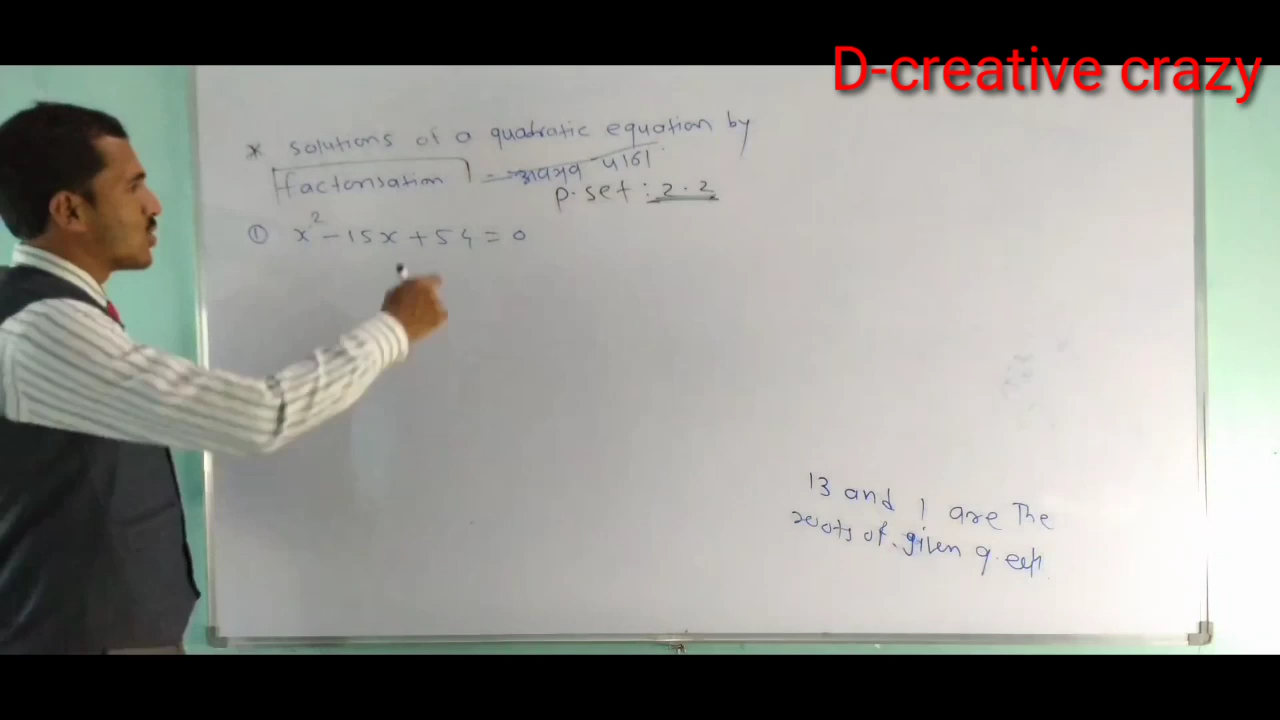 D-creative crazy
* solutions of a quadratic equation by
factorisation = अवयव पाडा
p. set : 2.2
① x² - 15x + 54 = 0
13 and 1 are The
roots of given q.